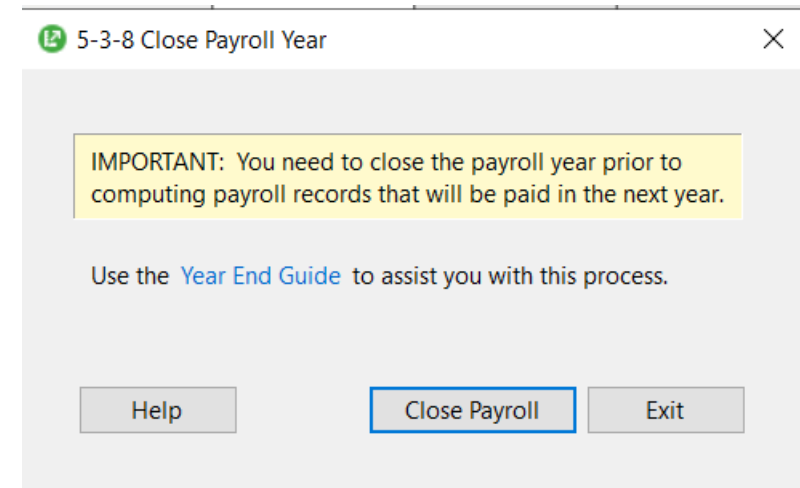 5-3-8 Close Payroll Year
IMPORTANT: You need to close the payroll year prior to
computing payroll records that will be paid in the next year.
Use the Year End Guide to assist you with this process.
Help Close Payroll Exit